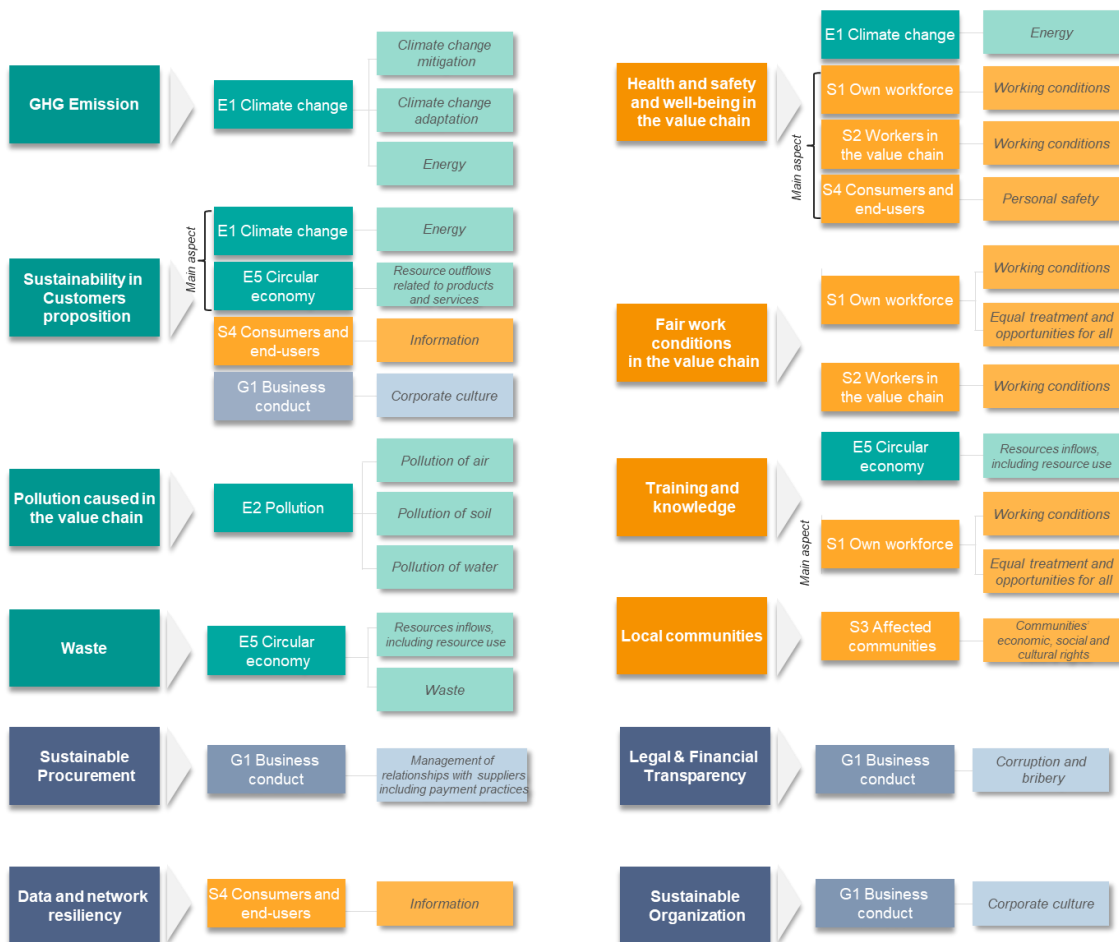 GHG Emission
E1 Climate change
Climate change
mitigation
Climate change
adaptation
Energy
Sustainability in
Customers
proposition
Main aspect
E1 Climate change
Energy
E5 Circular
economy
Resource outflows
related to products
and services
S4 Consumers and
end-users
Information
G1 Business
conduct
Corporate culture
Pollution caused in
the value chain
E2 Pollution
Pollution of air
Pollution of soil
Pollution of water
Waste
E5 Circular
economy
Resources inflows,
including resource use
Waste
Sustainable
Procurement
G1 Business
conduct
Management of
relationships with suppliers
including payment practices
Data and network
resiliency
S4 Consumers and
end-users
Information
Health and safety
and well-being in
the value chain
E1 Climate change
Energy
Main aspect
S1 Own workforce
Working conditions
S2 Workers in
the value chain
Working conditions
S4 Consumers and
end-users
Personal safety
Fair work
conditions
in the value chain
S1 Own workforce
Working conditions
Equal treatment and
opportunities for all
S2 Workers in
the value chain
Working conditions
Training and
knowledge
E5 Circular
economy
Resources inflows,
including resource use
Main aspect
S1 Own workforce
Working conditions
Equal treatment and
opportunities for all
Local communities
S3 Affected
communities
Communities'
economic, social and
cultural rights
Legal & Financial
Transparency
G1 Business
conduct
Corruption and
bribery
Sustainable
Organization
G1 Business
conduct
Corporate culture